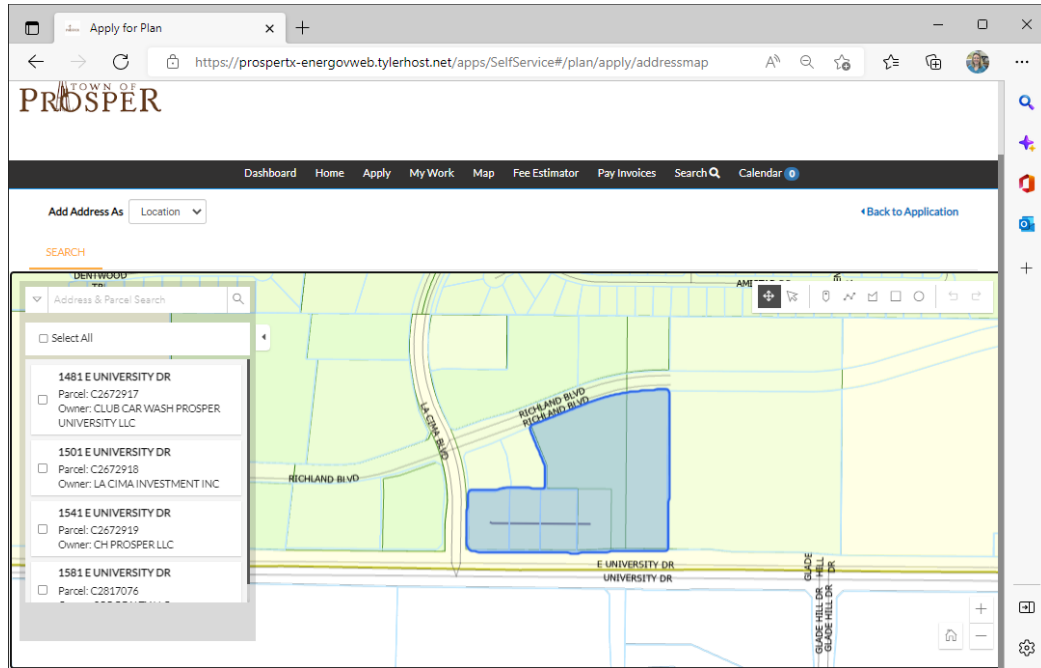 Apply for Plan
https://prospertx-energovweb.tylerhost.net/apps/SelfService#/plan/apply/addressmap
TOWN OF
PROSPER
Dashboard Home Apply My Work Map Fee Estimator Pay Invoices Search Calendar 0
Add Address As Location
Back to Application
SEARCH
DENTWOOD
TRL
Address & Parcel Search
Select All
1481 E UNIVERSITY DR
Parcel: C2672917
Owner: CLUB CAR WASH PROSPER
UNIVERSITY LLC
1501 E UNIVERSITY DR
Parcel: C2672918
Owner: LA CIMA INVESTMENT INC
1541 E UNIVERSITY DR
Parcel: C2672919
Owner: CH PROSPER LLC
1581 E UNIVERSITY DR
Parcel: C2817076
LA CIMA BLVD
RICHLAND BLVD
RICHLAND BLVD
RICHLAND BLVD
E UNIVERSITY DR
UNIVERSITY DR
GLADE HILL DR
GLADE HILL DR
GLADE HILL DR